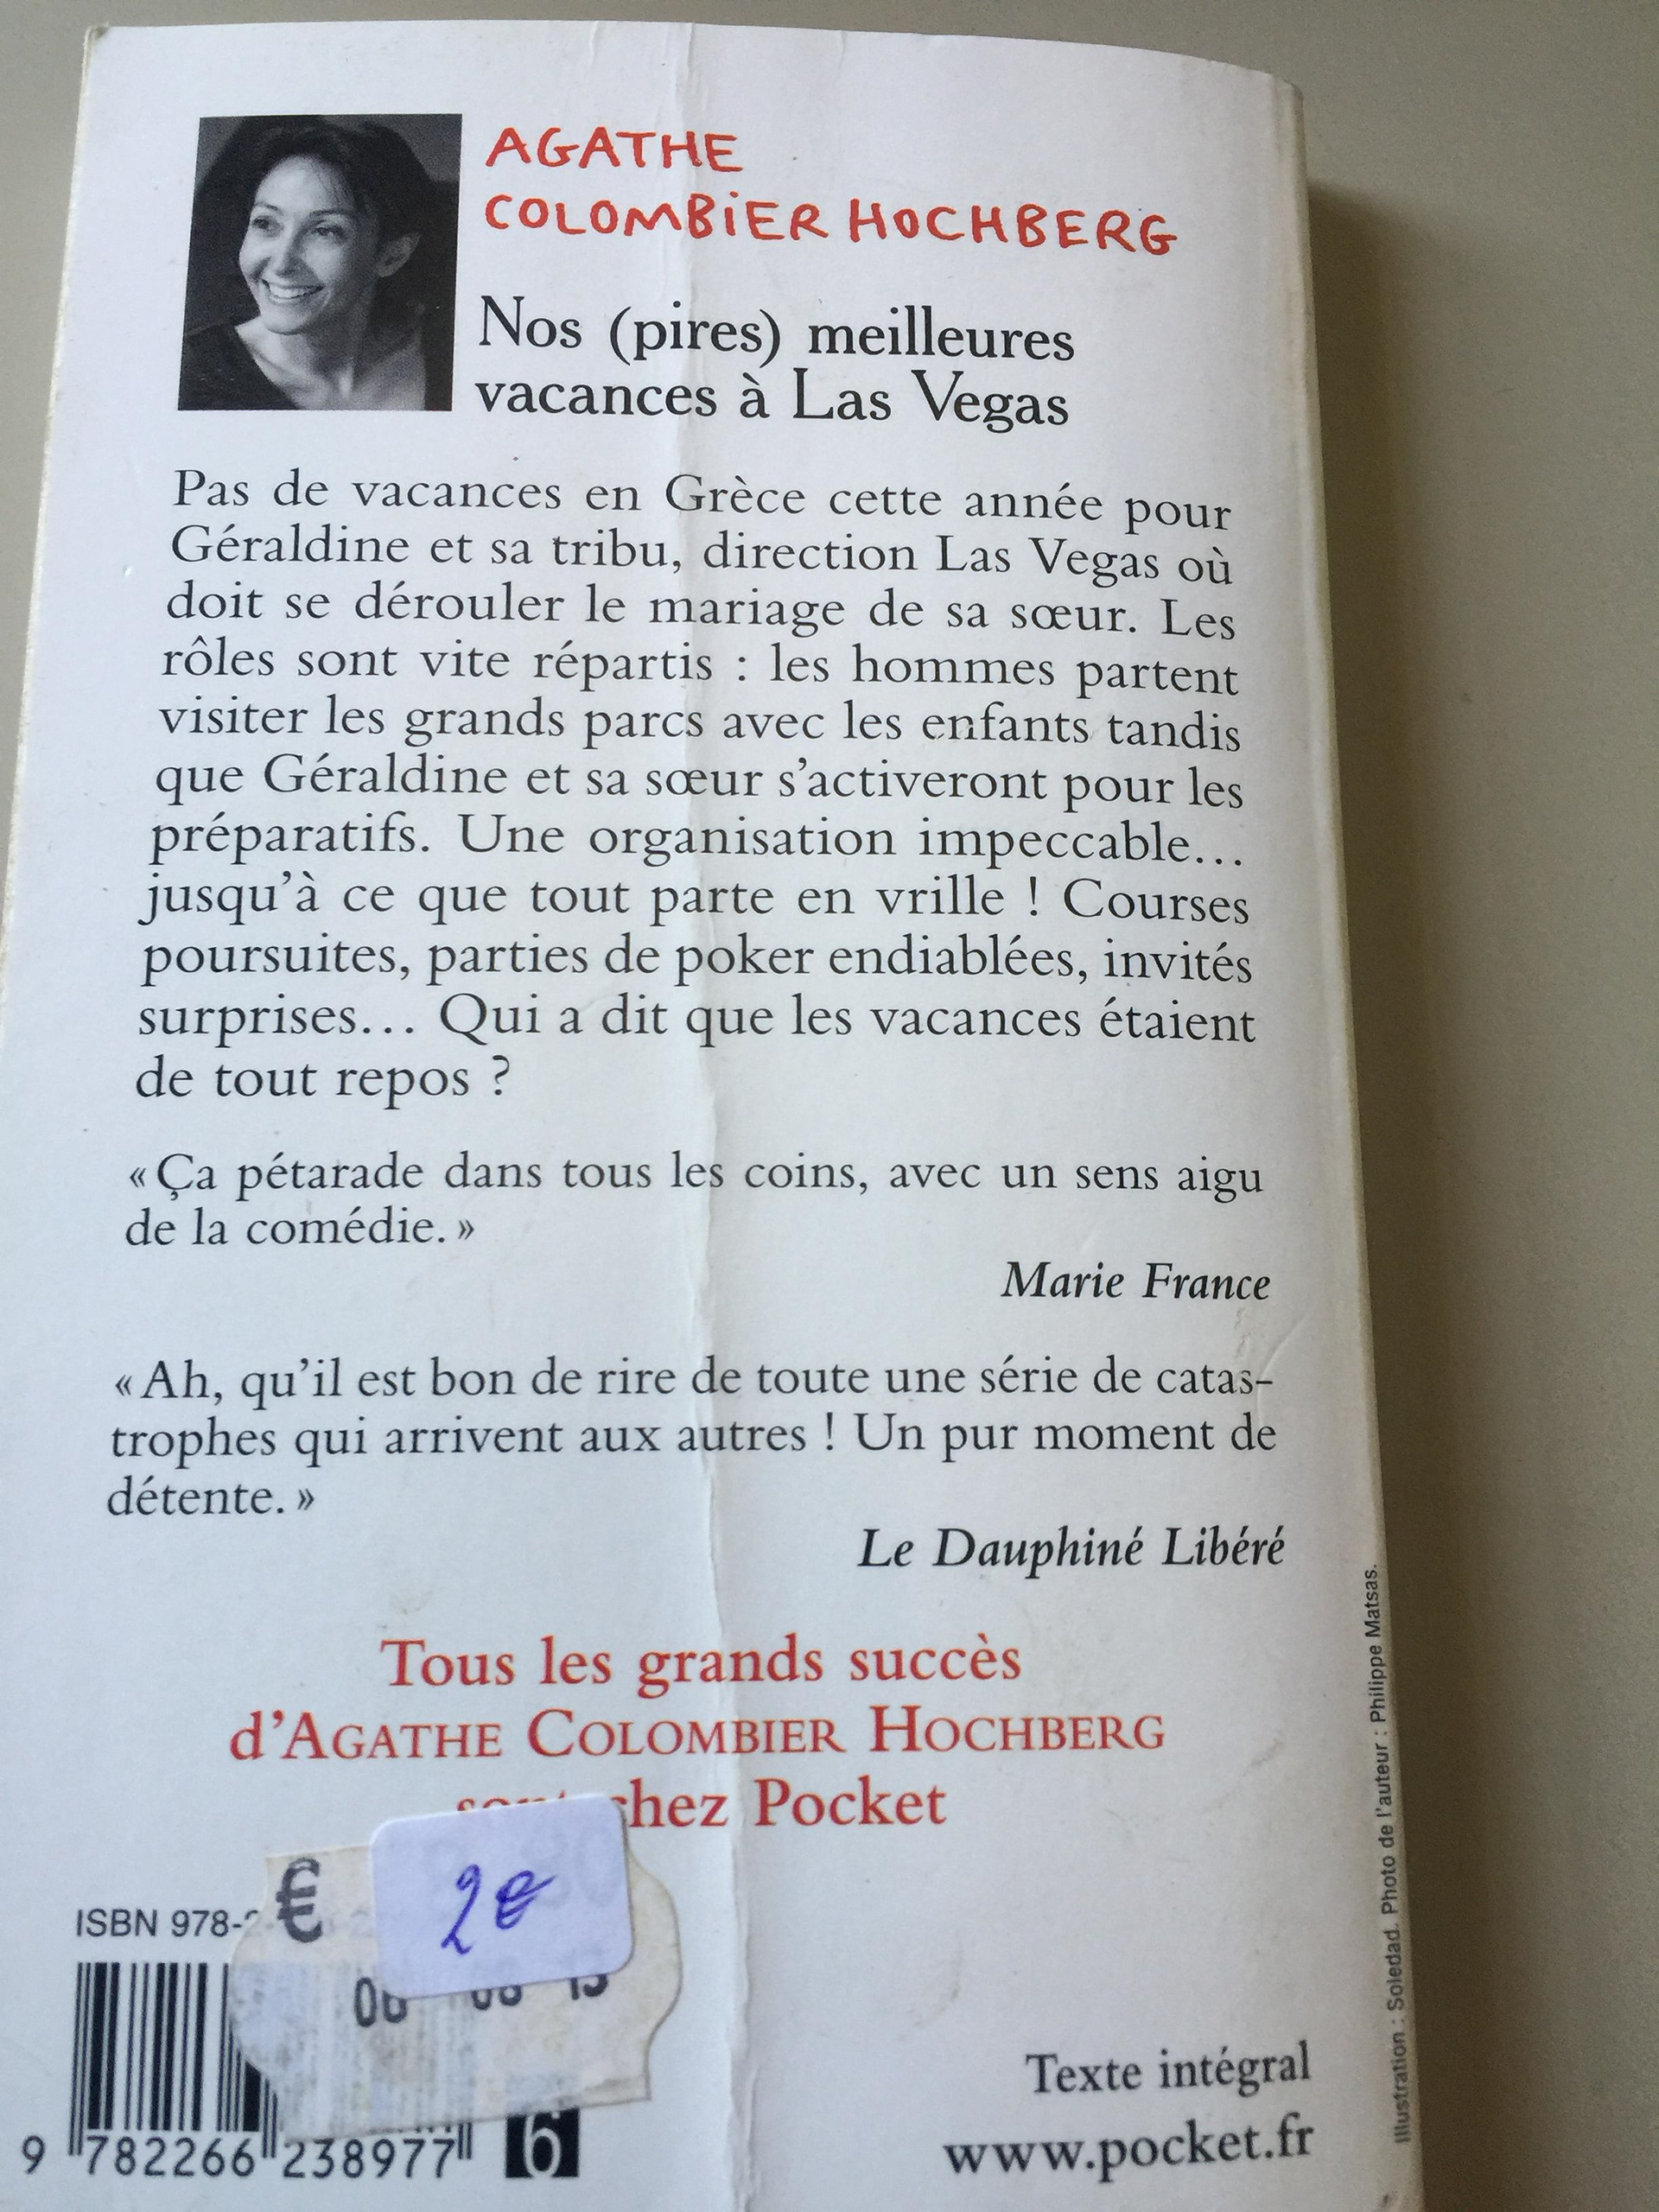 AGATHE
COLOMBiER HOCHBERG
Nos (pires) meilleures
vacances à Las Vegas
Pas de vacances en Grèce cette année pour
Géraldine et sa tribu, direction Las Vegas où
doit se dérouler le mariage de sa sœur. Les
rôles sont vite répartis : les hommes partent
visiter les grands parcs avec les enfants tandis
que Géraldine et sa sœur s’activeront pour les
préparatifs. Une organisation impeccable…
jusqu’à ce que tout parte en vrille ! Courses
poursuites, parties de poker endiablées, invités
surprises… Qui a dit que les vacances étaient
de tout repos ?
« Ça pétarade dans tous les coins, avec un sens aigu
de la comédie. »
Marie France
« Ah, qu’il est bon de rire de toute une série de catas-
trophes qui arrivent aux autres ! Un pur moment de
détente. »
Le Dauphiné Libéré
Tous les grands succès
d’AGATHE COLOMBIER HOCHBERG
sont chez Pocket
€
2€
ISBN 978-
9 782266 238977
6
Texte intégral
www.pocket.fr
Illustration : Soledad. Photo de l’auteur : Philippe Matsas.